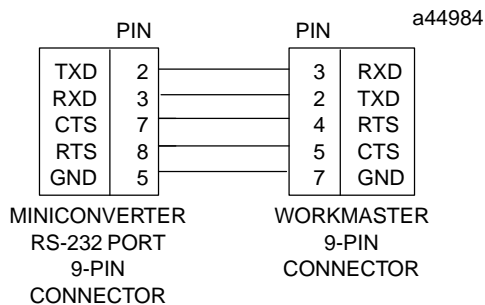 a44984
PIN PIN
TXD 2 3 RXD
RXD 3 2 TXD
CTS 7 4 RTS
RTS 8 5 CTS
GND 5 7 GND
MINICONVERTER
RS-232 PORT
9-PIN
CONNECTOR
WORKMASTER
9-PIN
CONNECTOR